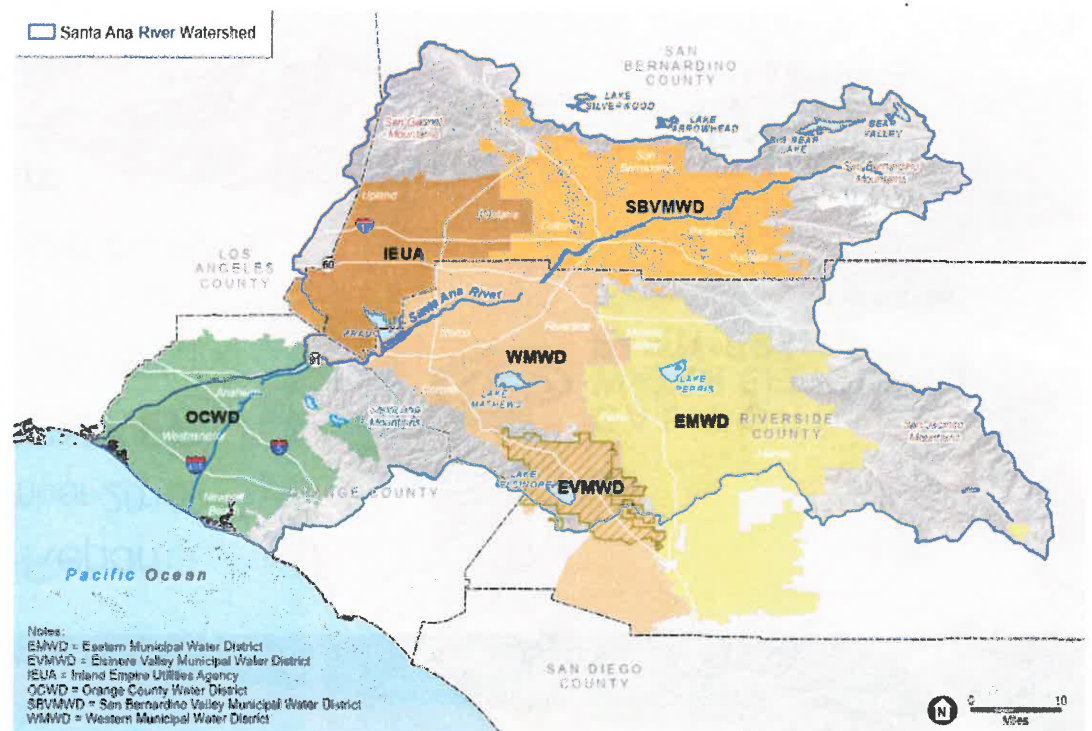 Santa Ana River Watershed
SAN
BERNARDINO
COUNTY
LAKE
SILVERWOOD
LAKE
ARROWHEAD
BIG BEAR
LAKE
BEAR
VALLEY
San Gabriel
Mountains
San Bernardino
Mountains
San
Bernardino
Upland
Fontana
Colton
Redlands
Yucaipa
SBVMWD
IEUA
LOS
ANGELES
COUNTY
60
Santa Ana River
PRADO
Norco
Riverside
Moreno
Valley
91
WMWD
LAKE
PERRIS
LAKE
MATHEWS
Corona
Anaheim
OCWD
Mountains
Perris
EMWD
RIVERSIDE
COUNTY
Hemet
San Jacinto
Mountains
Westminster
5
Newport
ORANGE COUNTY
LAKE
ELSINORE
EVMWD
Pacific Ocean
Notes:
EMWD = Eastern Municipal Water District
EVMWD = Elsinore Valley Municipal Water District
IEUA = Inland Empire Utilities Agency
OCWD = Orange County Water District
SBVMWD = San Bernardino Valley Municipal Water District
WMWD = Western Municipal Water District
SAN DIEGO
COUNTY
N
0 10
Miles